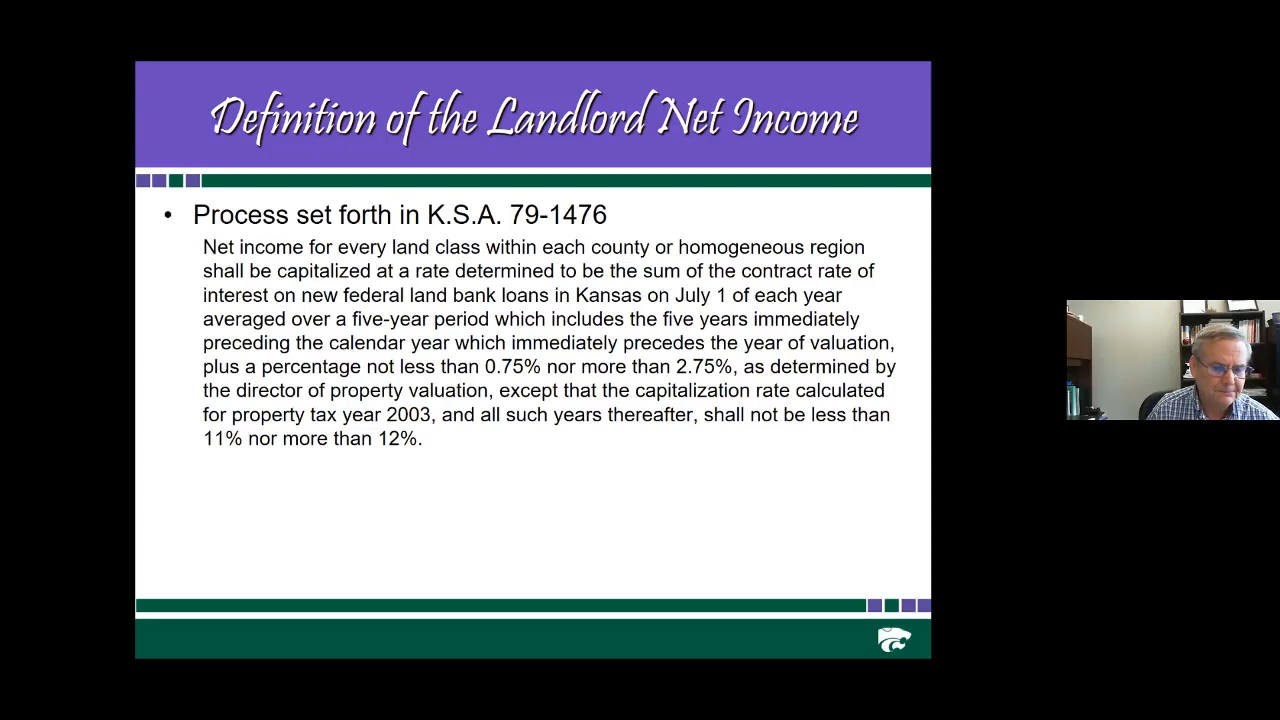 Definition of the Landlord Net Income
• Process set forth in K.S.A. 79-1476
Net income for every land class within each county or homogeneous region
shall be capitalized at a rate determined to be the sum of the contract rate of
interest on new federal land bank loans in Kansas on July 1 of each year
averaged over a five-year period which includes the five years immediately
preceding the calendar year which immediately precedes the year of valuation,
plus a percentage not less than 0.75% nor more than 2.75%, as determined by
the director of property valuation, except that the capitalization rate calculated
for property tax year 2003, and all such years thereafter, shall not be less than
11% nor more than 12%.